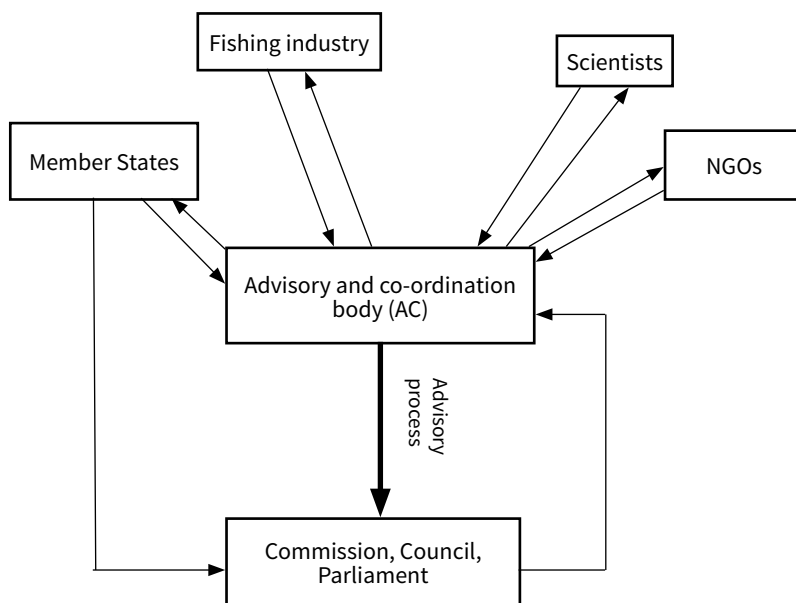 Fishing industry
Scientists
Member States
NGOs
Advisory and co-ordination
body (AC)
Advisory
process
Commission, Council,
Parliament